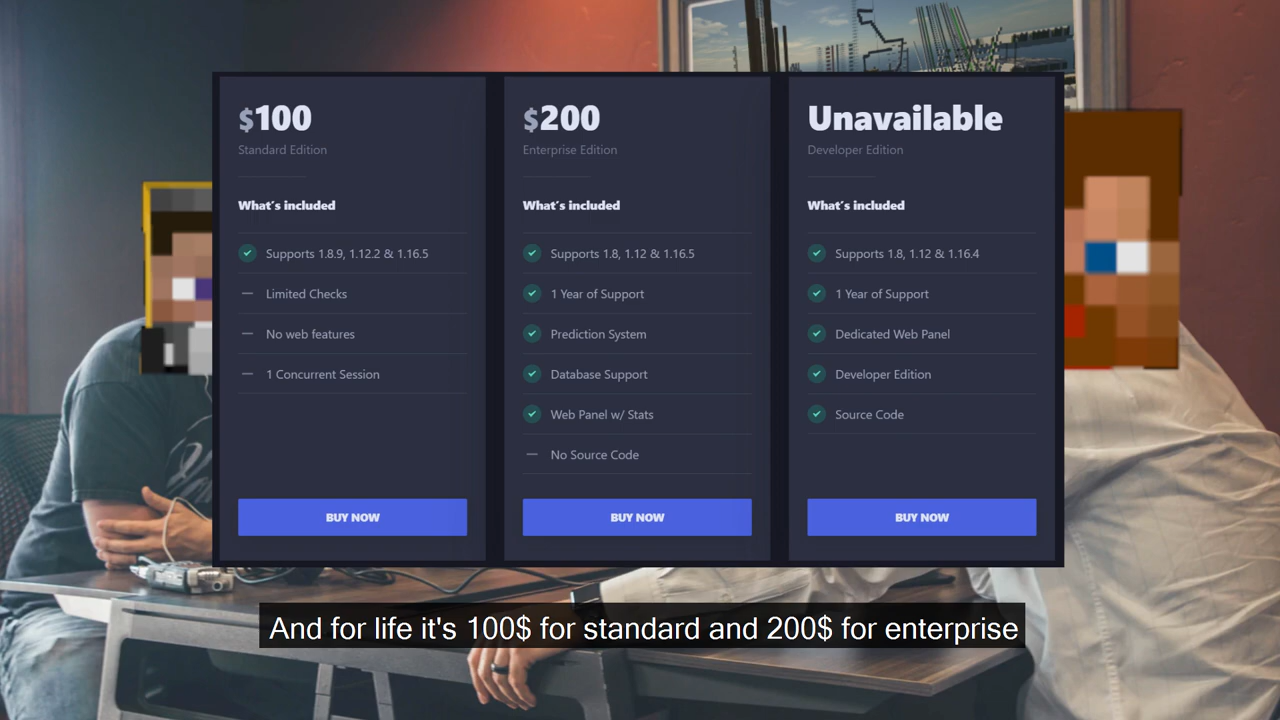 $100
Standard Edition
What's included
Supports 1.8.9, 1.12.2 & 1.16.5
Limited Checks
No web features
1 Concurrent Session
BUY NOW
$200
Enterprise Edition
What's included
Supports 1.8, 1.12 & 1.16.5
1 Year of Support
Prediction System
Database Support
Web Panel w/ Stats
No Source Code
BUY NOW
Unavailable
Developer Edition
What's included
Supports 1.8, 1.12 & 1.16.4
1 Year of Support
Dedicated Web Panel
Developer Edition
Source Code
BUY NOW
And for life it's 100$ for standard and 200$ for enterprise